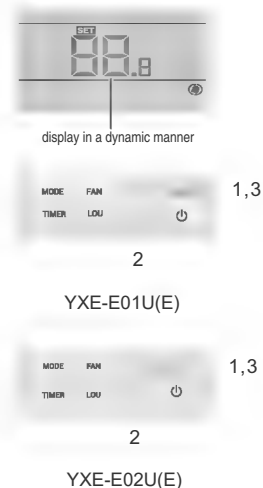 SET
88.8
display in a dynamic manner
MODE FAN
1,3
TIMER LOU
2
YXE-E01U(E)
MODE FAN
1,3
TIMER LOU
2
YXE-E02U(E)